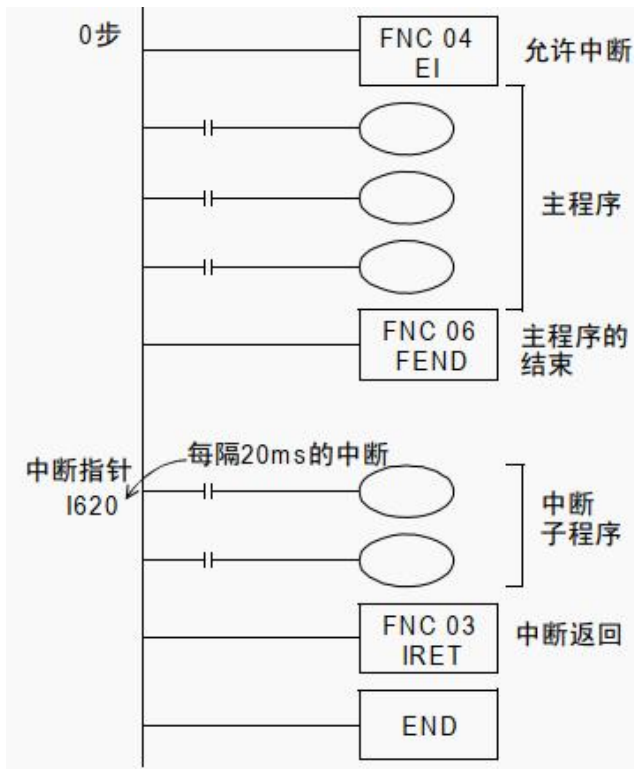 0步
FNC 04
EI
允许中断
主程序
FNC 06
FEND
主程序的
结束
每隔20ms的中断
中断指针
I620
中断
子程序
FNC 03
IRET
中断返回
END